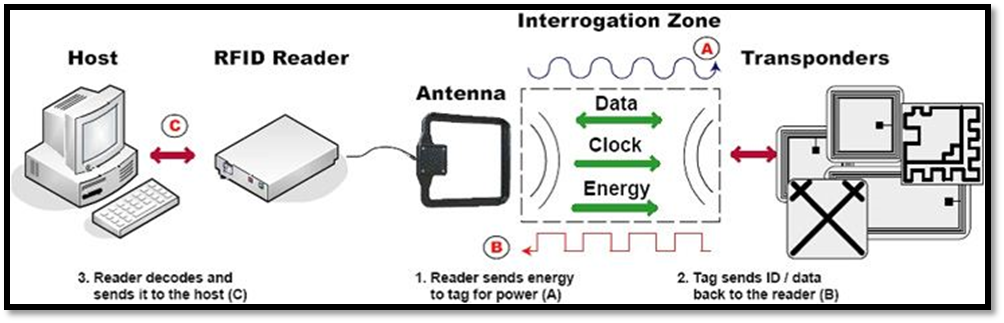 Interrogation Zone
Host
RFID Reader
Antenna
A
Transponders
C
Data
Clock
Energy
B
3. Reader decodes and
sends it to the host (C)
1. Reader sends energy
to tag for power (A)
2. Tag sends ID / data
back to the reader (B)